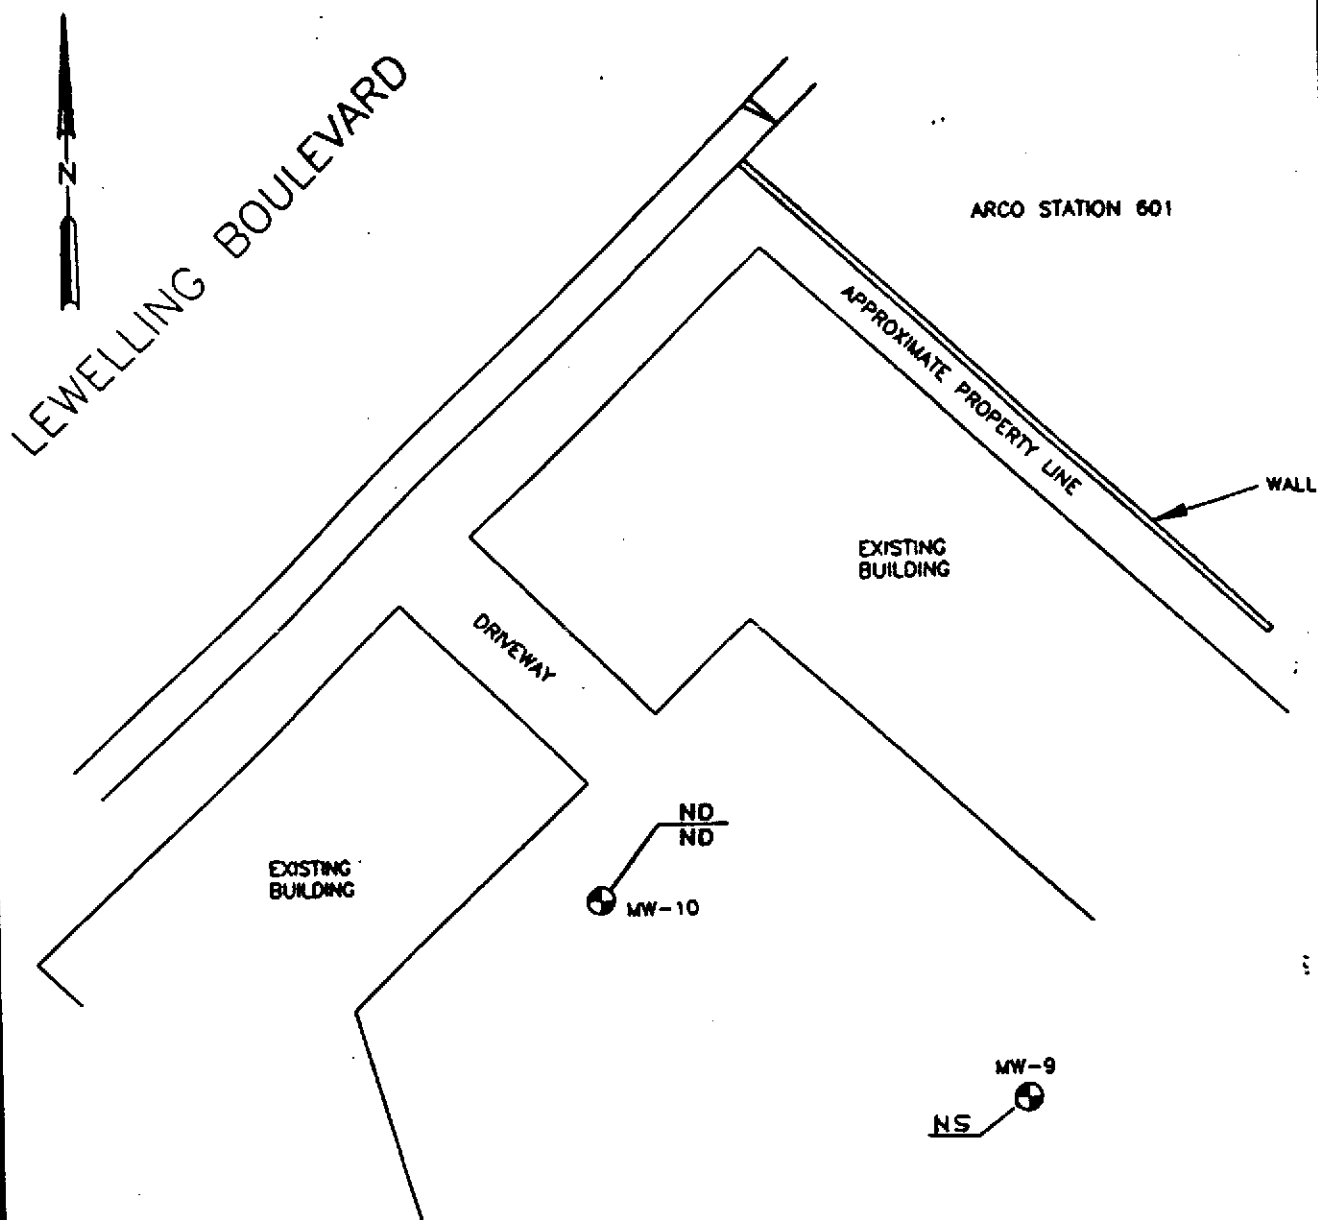 N
LEWELLING BOULEVARD
ARCO STATION 601
APPROXIMATE PROPERTY LINE
WALL
EXISTING
BUILDING
DRIVEWAY
ND
ND
EXISTING
BUILDING
MW-10
MW-9
NS